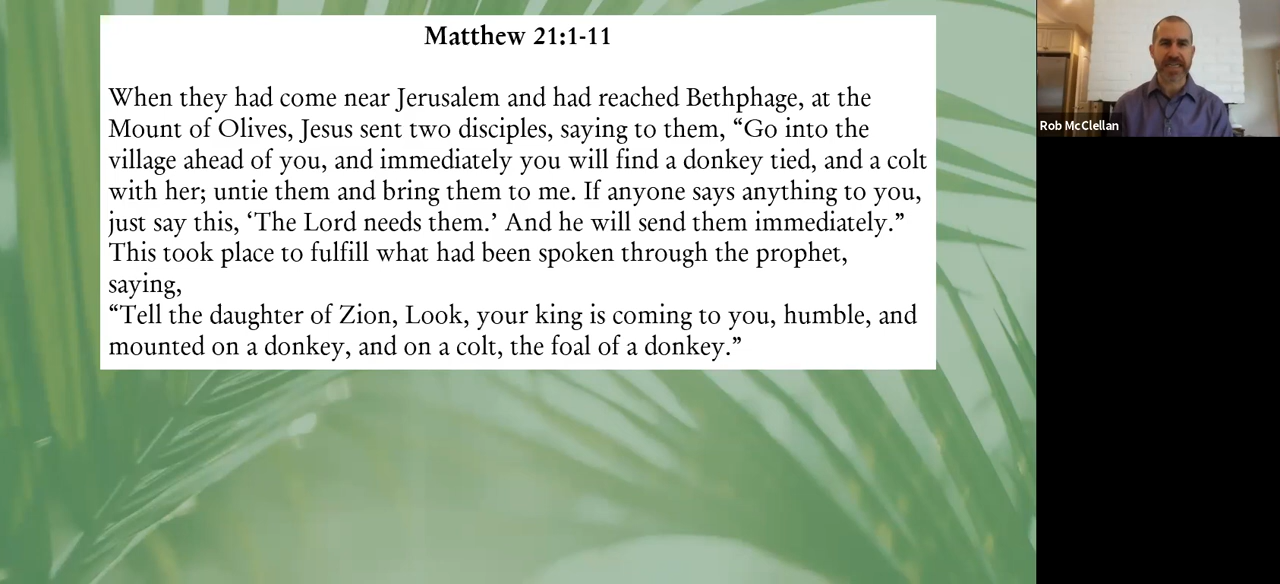 Matthew 21:1-11
When they had come near Jerusalem and had reached Bethphage, at the
Mount of Olives, Jesus sent two disciples, saying to them, “Go into the
village ahead of you, and immediately you will find a donkey tied, and a colt
with her; untie them and bring them to me. If anyone says anything to you,
just say this, ‘The Lord needs them.’ And he will send them immediately.”
This took place to fulfill what had been spoken through the prophet,
saying,
“Tell the daughter of Zion, Look, your king is coming to you, humble, and
mounted on a donkey, and on a colt, the foal of a donkey.”
Rob McClellan